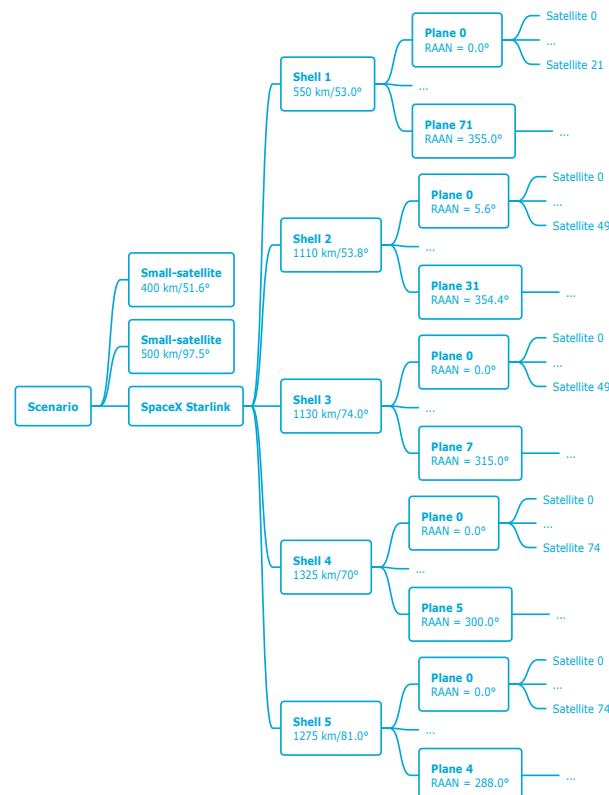 Scenario
Small-satellite
400 km/51.6°
Small-satellite
500 km/97.5°
SpaceX Starlink
Shell 1
550 km/53.0°
Plane 0
RAAN = 0.0°
Satellite 0
...
Satellite 21
...
Plane 71
RAAN = 355.0°
...
Shell 2
1110 km/53.8°
Plane 0
RAAN = 5.6°
Satellite 0
...
Satellite 49
...
Plane 31
RAAN = 354.4°
...
Shell 3
1130 km/74.0°
Plane 0
RAAN = 0.0°
Satellite 0
...
Satellite 49
...
Plane 7
RAAN = 315.0°
...
Shell 4
1325 km/70°
Plane 0
RAAN = 0.0°
Satellite 0
...
Satellite 74
...
Plane 5
RAAN = 300.0°
...
Shell 5
1275 km/81.0°
Plane 0
RAAN = 0.0°
Satellite 0
...
Satellite 74
...
Plane 4
RAAN = 288.0°
...